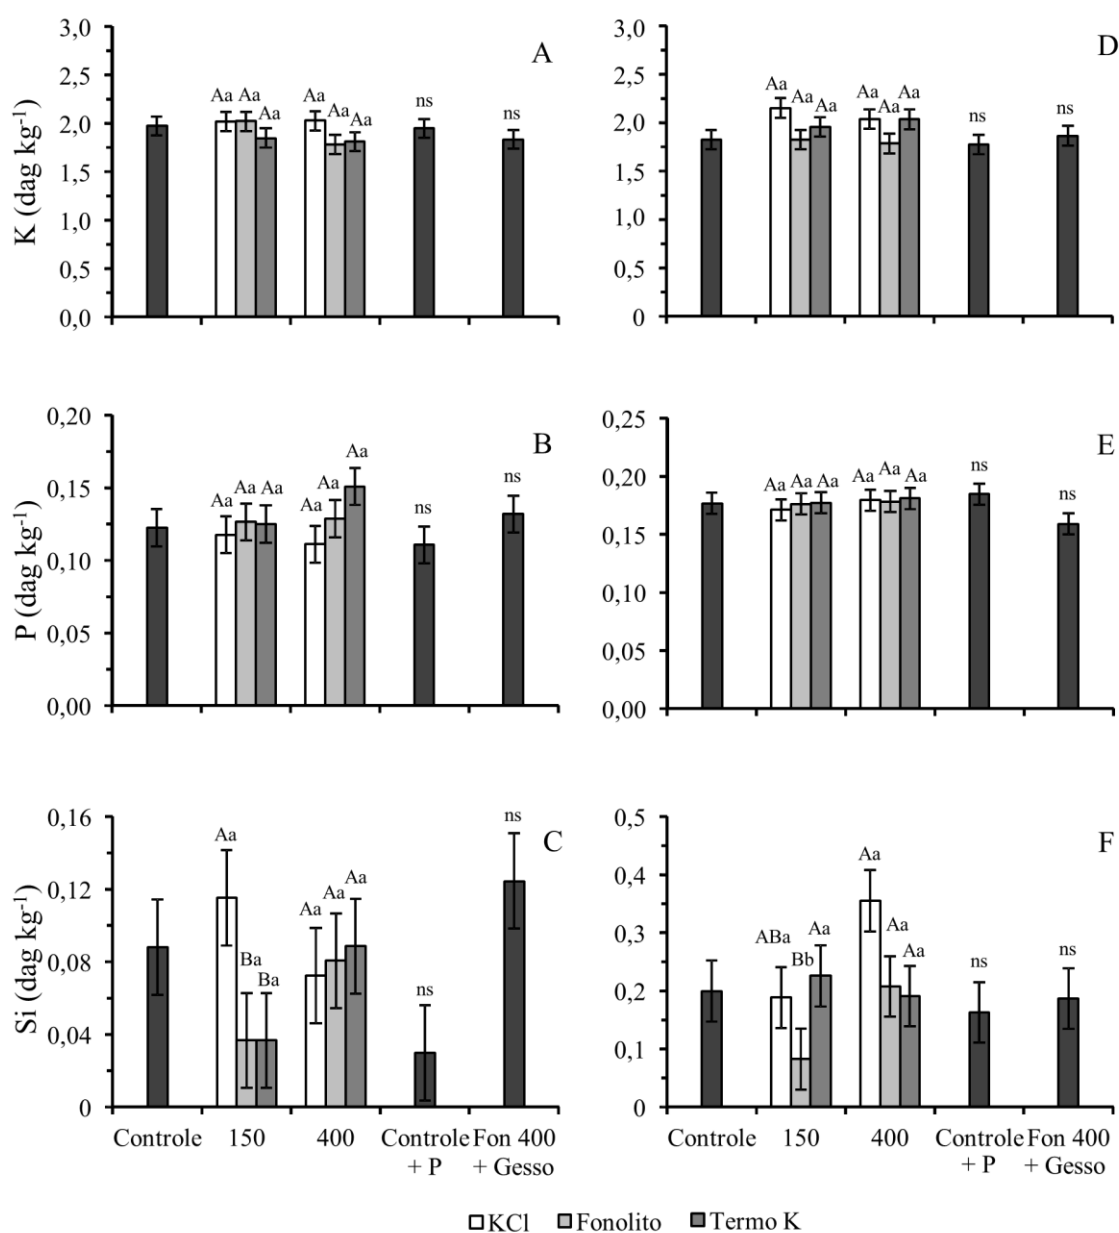 A
K (dag kg⁻¹)
3,0
2,5
2,0
1,5
1,0
0,5
0,0
Aa Aa Aa
Aa Aa Aa
ns
ns
D
3,0
2,5
2,0
1,5
1,0
0,5
0
Aa Aa Aa
Aa Aa Aa
ns
ns
B
P (dag kg⁻¹)
0,20
0,15
0,10
0,05
0,00
Aa Aa Aa
Aa Aa Aa
ns
ns
E
0,25
0,20
0,15
0,10
0,05
0,00
Aa Aa Aa
Aa Aa Aa
ns
ns
C
Si (dag kg⁻¹)
0,16
0,12
0,08
0,04
0
Aa Ba Ba
Aa Aa Aa
ns
ns
Controle 150 400 Controle Fon 400
+ P + Gesso
F
0,5
0,4
0,3
0,2
0,1
0
ABa Bb Aa
Aa Aa Aa
ns
ns
Controle 150 400 Controle Fon 400
+ P + Gesso
KCl Fonolito Termo K